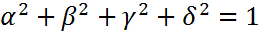 α² + β² + γ² + δ² = 1